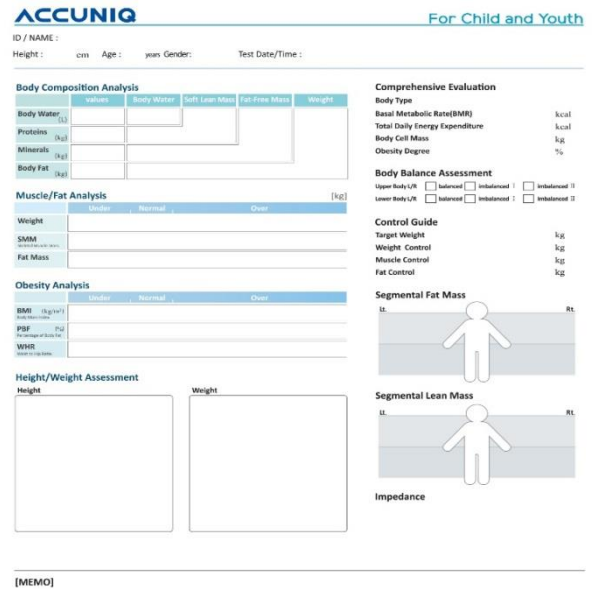 ACCUNIQ
For Child and Youth
ID / NAME :
Height : cm Age : years Gender: Test Date/Time :
Body Composition Analysis
values Body Water Soft Lean Mass Fat-Free Mass Weight
Body Water (L)
Proteins (kg)
Minerals (kg)
Body Fat (kg)
Muscle/Fat Analysis [kg]
Under Normal Over
Weight
SMM
Fat Mass
Obesity Analysis
Under Normal Over
BMI (kg/m²)
Body Mass Index
PBF (%)
Percentage of Body Fat
WHR
Height/Weight Assessment
Height Weight
Comprehensive Evaluation
Body Type
Basal Metabolic Rate(BMR) kcal
Total Daily Energy Expenditure kcal
Body Cell Mass kg
Obesity Degree %
Body Balance Assessment
Upper Body L/R balanced imbalanced I imbalanced II
Lower Body L/R balanced imbalanced I imbalanced II
Control Guide
Target Weight kg
Weight Control kg
Muscle Control kg
Fat Control kg
Segmental Fat Mass
Lt. Rt.
Segmental Lean Mass
Lt. Rt.
Impedance
[MEMO]